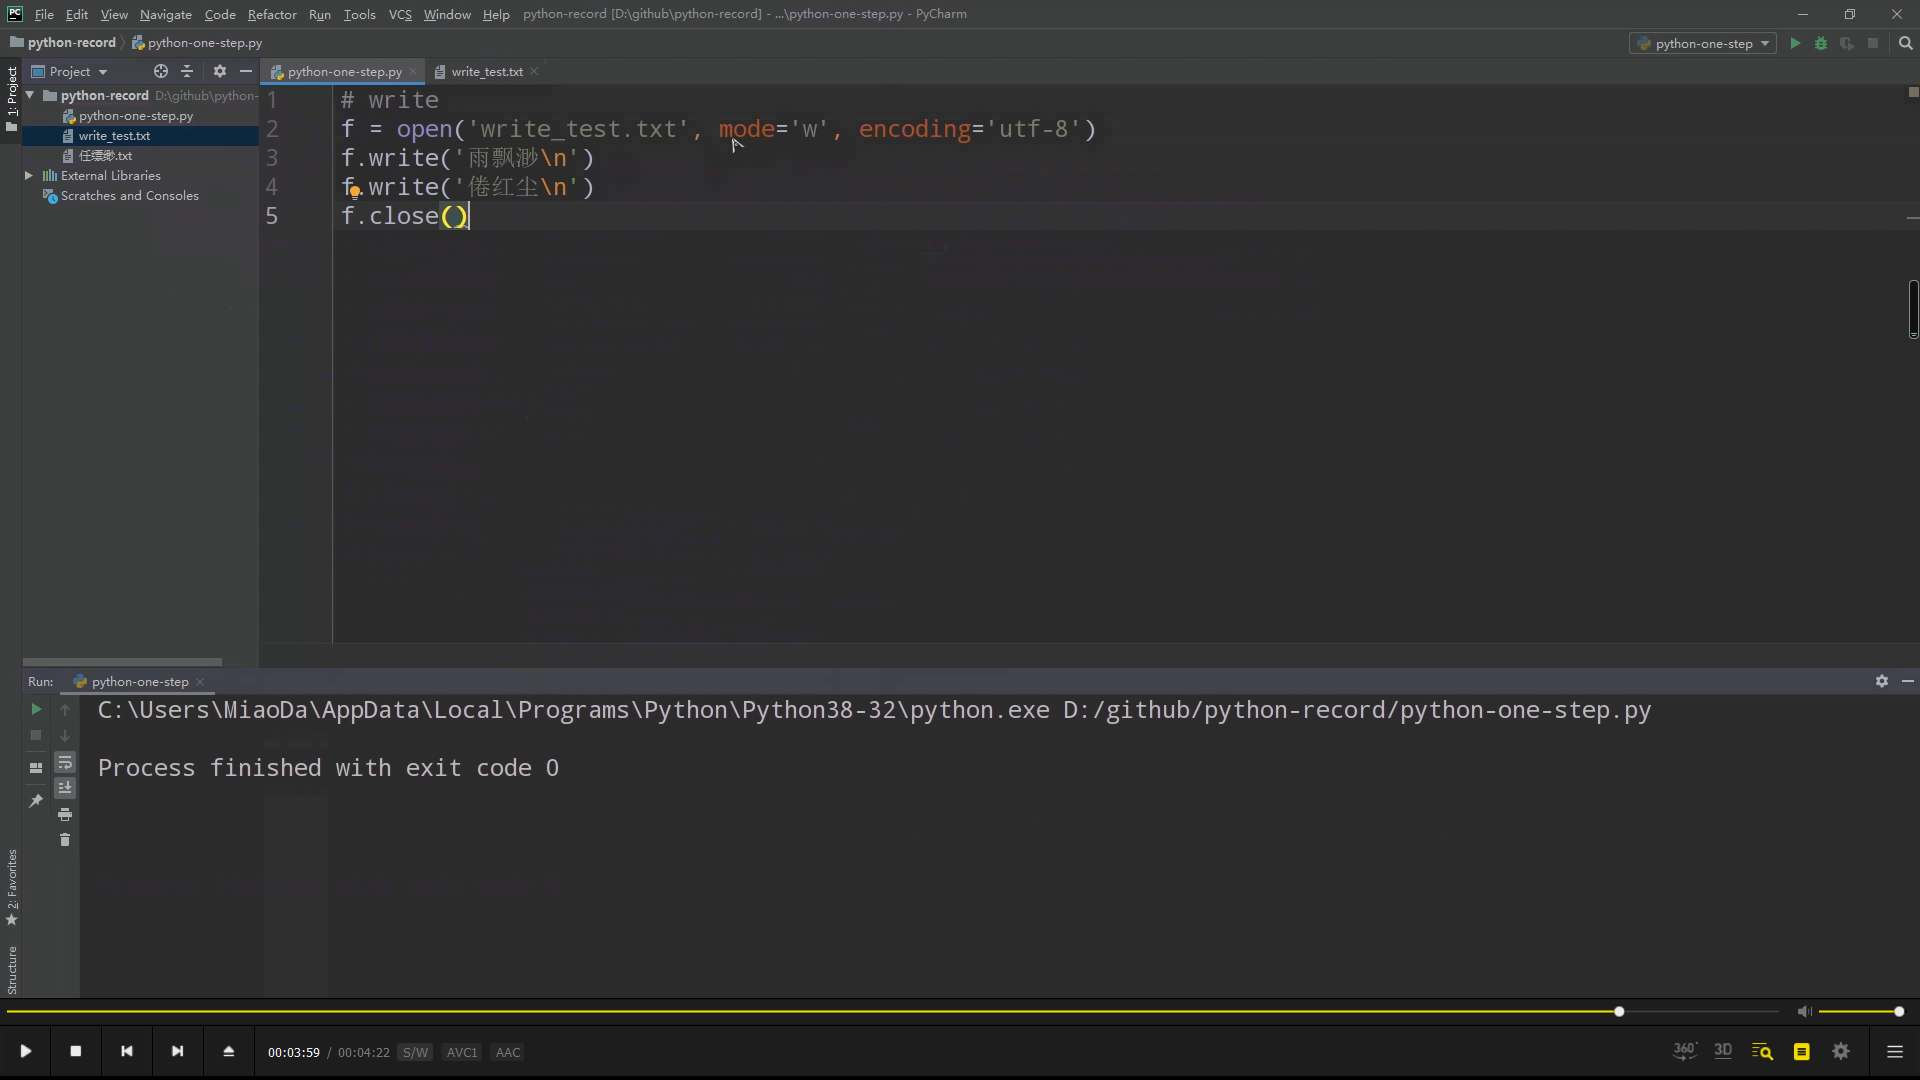 PC File Edit View Navigate Code Refactor Run Tools VCS Window Help python-record [D:\github\python-record] - ...\python-one-step.py - PyCharm
python-record python-one-step.py python-one-step
1: Project
Project python-one-step.py write_test.txt
python-record D:\github\python-
python-one-step.py
write_test.txt
任缥缈.txt
External Libraries
Scratches and Consoles
1 # write
2 f = open('write_test.txt', mode='w', encoding='utf-8')
3 f.write('雨飘渺\n')
4 f.write('倦红尘\n')
5 f.close()
Run: python-one-step
C:\Users\MiaoDa\AppData\Local\Programs\Python\Python38-32\python.exe D:/github/python-record/python-one-step.py
Process finished with exit code 0
2: Favorites
Structure
00:03:59 / 00:04:22 S/W AVC1 AAC 360° 3D